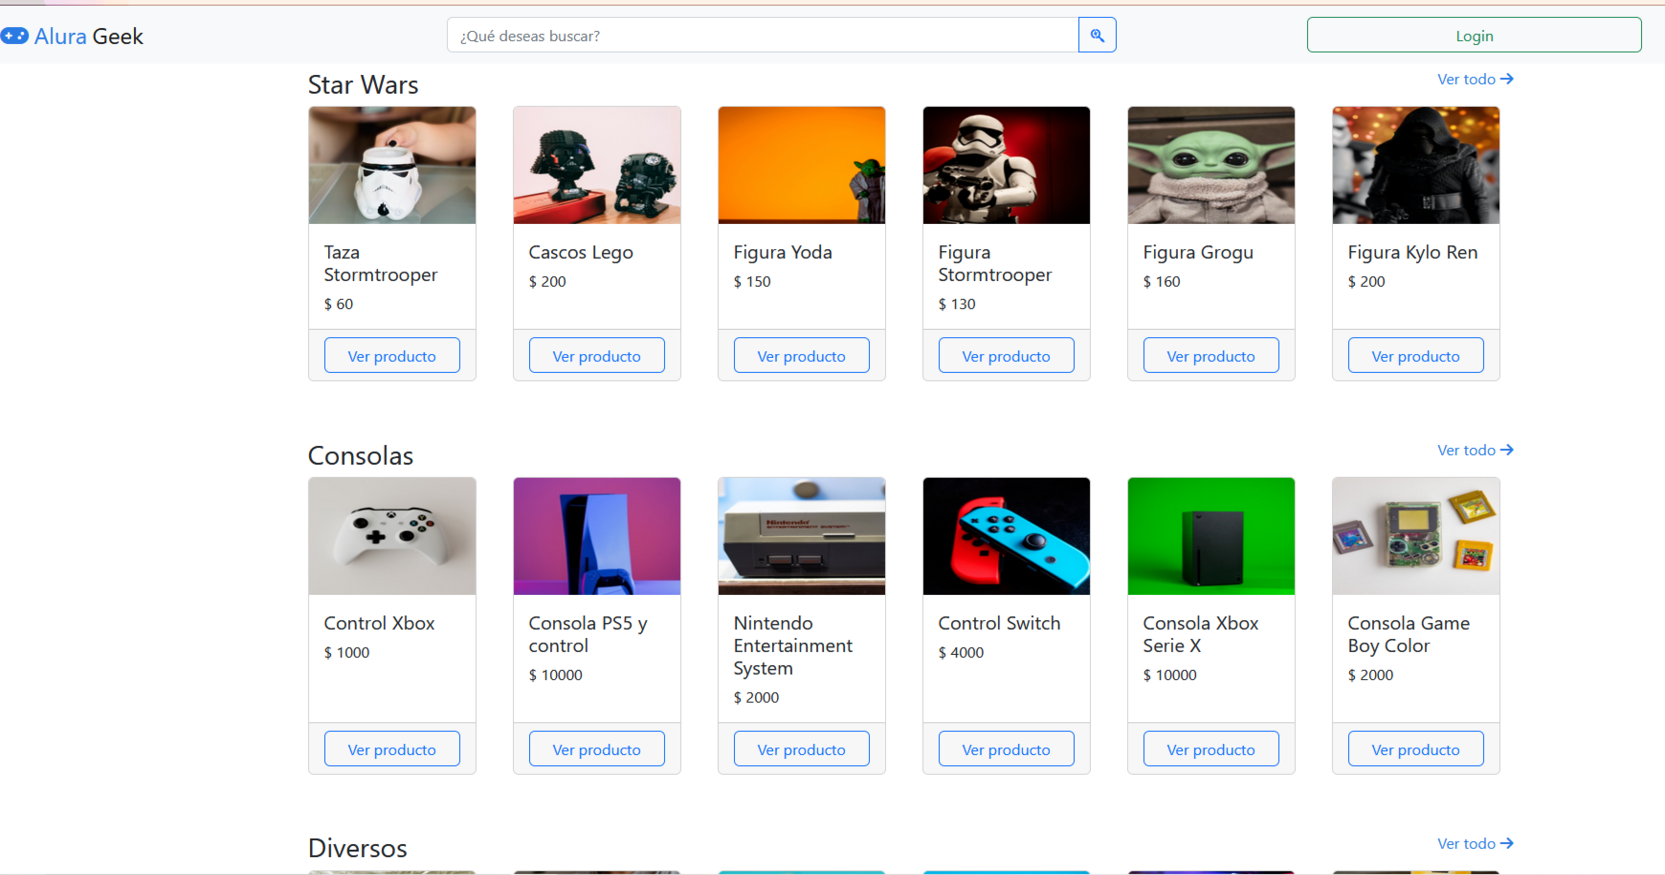 Alura Geek
¿Qué deseas buscar?
Login
Star Wars
Ver todo →
Taza
Stormtrooper
$ 60
Ver producto
Cascos Lego
$ 200
Ver producto
Figura Yoda
$ 150
Ver producto
Figura
Stormtrooper
$ 130
Ver producto
Figura Grogu
$ 160
Ver producto
Figura Kylo Ren
$ 200
Ver producto
Consolas
Ver todo →
Control Xbox
$ 1000
Ver producto
Consola PS5 y
control
$ 10000
Ver producto
Nintendo
ENTERTAINMENT SYSTEM
Nintendo
Entertainment
System
$ 2000
Ver producto
Control Switch
$ 4000
Ver producto
Consola Xbox
Serie X
$ 10000
Ver producto
Consola Game
Boy Color
$ 2000
Ver producto
Diversos
Ver todo →